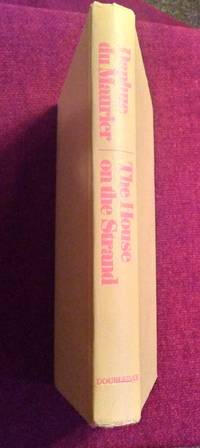 Daphne
du Maurier
The House
on the Strand
DOUBLEDAY